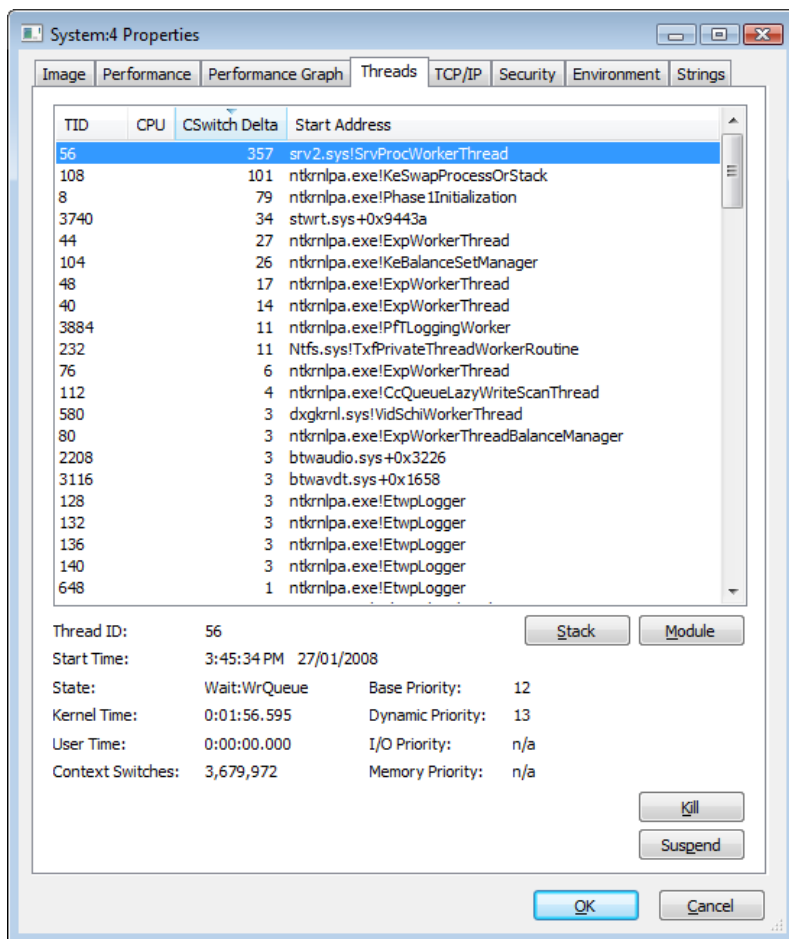 System:4 Properties
Image Performance Performance Graph Threads TCP/IP Security Environment Strings
TID CPU CSwitch Delta Start Address
56 357 srv2.sys!SrvProcWorkerThread
108 101 ntkrnlpa.exe!KeSwapProcessOrStack
8 79 ntkrnlpa.exe!Phase1Initialization
3740 34 stwrt.sys+0x9443a
44 27 ntkrnlpa.exe!ExpWorkerThread
104 26 ntkrnlpa.exe!KeBalanceSetManager
48 17 ntkrnlpa.exe!ExpWorkerThread
40 14 ntkrnlpa.exe!ExpWorkerThread
3884 11 ntkrnlpa.exe!PfTLoggingWorker
232 11 Ntfs.sys!TxfPrivateThreadWorkerRoutine
76 6 ntkrnlpa.exe!ExpWorkerThread
112 4 ntkrnlpa.exe!CcQueueLazyWriteScanThread
580 3 dxgkrnl.sys!VidSchiWorkerThread
80 3 ntkrnlpa.exe!ExpWorkerThreadBalanceManager
2208 3 btwaudio.sys+0x3226
3116 3 btwavdt.sys+0x1658
128 3 ntkrnlpa.exe!EtwpLogger
132 3 ntkrnlpa.exe!EtwpLogger
136 3 ntkrnlpa.exe!EtwpLogger
140 3 ntkrnlpa.exe!EtwpLogger
648 1 ntkrnlpa.exe!EtwpLogger
Thread ID: 56 Stack Module
Start Time: 3:45:34 PM 27/01/2008
State: Wait:WrQueue Base Priority: 12
Kernel Time: 0:01:56.595 Dynamic Priority: 13
User Time: 0:00:00.000 I/O Priority: n/a
Context Switches: 3,679,972 Memory Priority: n/a
Kill
Suspend
OK Cancel